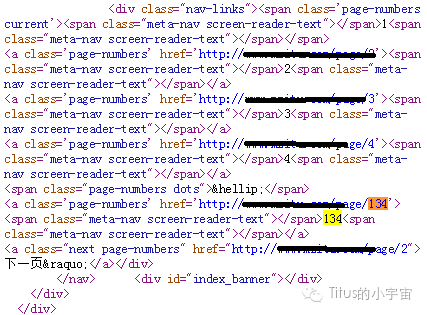 <div class="nav-links"><span class='page-numbers
current'><span class="meta-nav screen-reader-text"></span>1<span
class="meta-nav screen-reader-text"></span></span>
<a class='page-numbers' href='http://
<span class="meta-nav screen-reader-text"></span>2<span class="meta-
nav screen-reader-text"></span></a>
<a class='page-numbers' href='http://page/3'><span class="meta-
nav screen-reader-text"></span>3<span class="meta-
nav screen-reader-text"></span></a>
<a class='page-numbers' href='http://page/4'><span class="meta-
nav screen-reader-text"></span>4<span class="meta-
nav screen-reader-text"></span></a>
<span class="page-numbers dots">&hellip;</span>
<a class='page-numbers' href='http://page/134'>
<span class="meta-nav screen-reader-text"></span>134<span
class="meta-nav screen-reader-text"></span></a>
<a class="next page-numbers" href="http://page/2">
下一页&raquo;</a></div>
</nav> <div id="index_banner"></div>
</div>
</div>
Titus的小宇宙